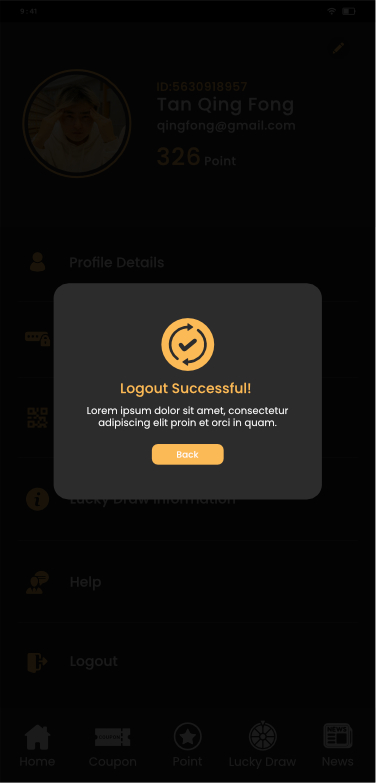 9:41
ID:5630918957
Tan Qing Fong
qingfong@gmail.com
326 Point
Profile Details
Logout Successful!
Lorem ipsum dolor sit amet, consectetur
adipiscing elit proin et orci in quam.
Back
Lucky Draw Information
Help
Logout
Home
Coupon
Point
Lucky Draw
News